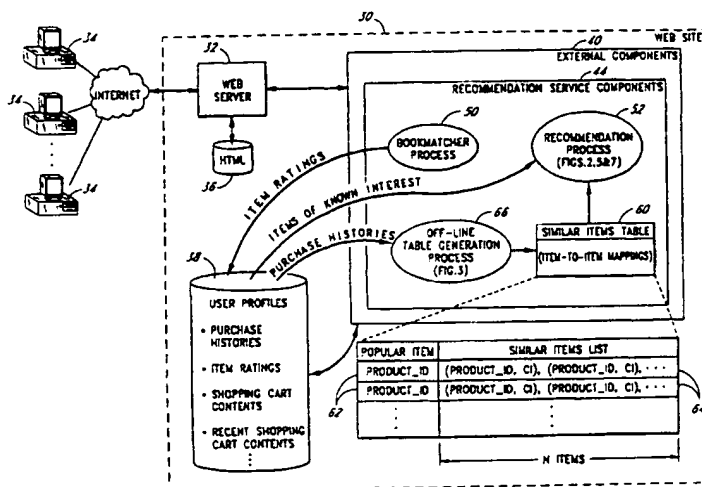 30
WEB SITE
34
34
34
INTERNET
32
WEB
SERVER
HTML
36
40
EXTERNAL COMPONENTS
44
RECOMMENDATION SERVICE COMPONENTS
50
BOOKMATCHER
PROCESS
52
RECOMMENDATION
PROCESS
(FIGS.2,5&7)
ITEM RATINGS
ITEMS OF KNOWN INTEREST
PURCHASE HISTORIES
66
OFF-LINE
TABLE GENERATION
PROCESS
(FIG.3)
60
SIMILAR ITEMS TABLE
(ITEM-TO-ITEM MAPPINGS)
38
USER PROFILES
• PURCHASE
HISTORIES
• ITEM RATINGS
• SHOPPING
CART
CONTENTS
• RECENT SHOPPING
CART CONTENTS
POPULAR ITEM SIMILAR ITEMS LIST
PRODUCT_ID (PRODUCT_ID, CI), (PRODUCT_ID, CI), ····
PRODUCT_ID (PRODUCT_ID, CI), (PRODUCT_ID, CI), ····
62
64
N ITEMS